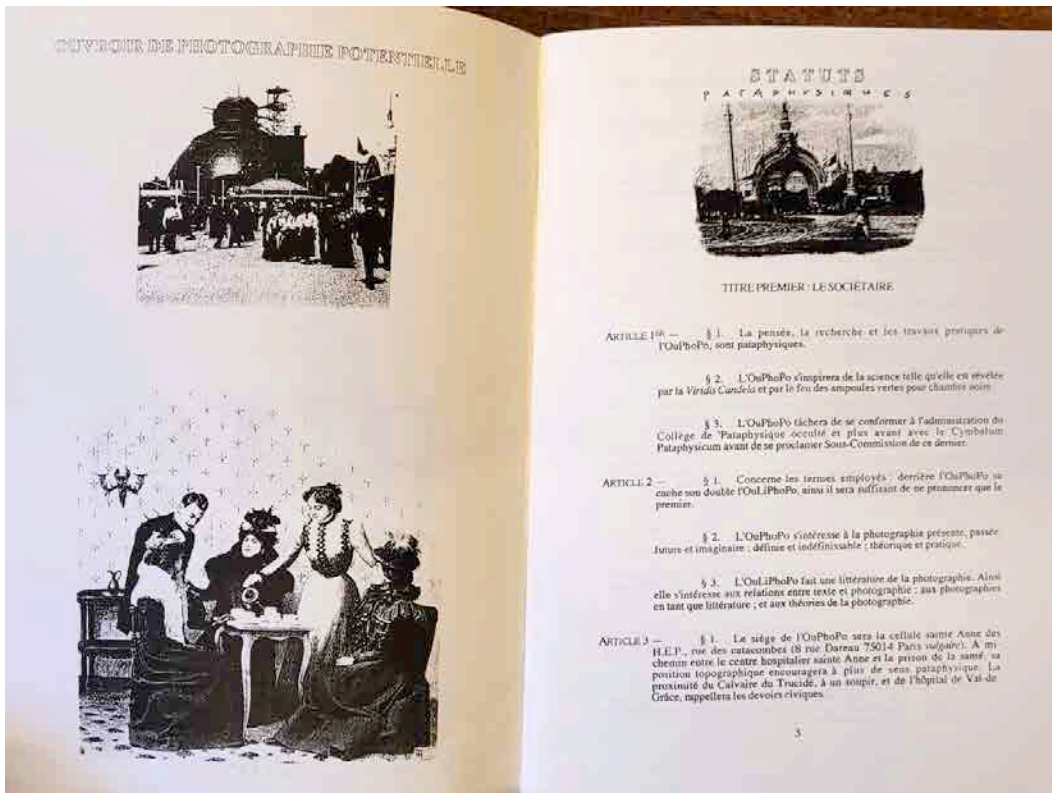 OUVROIR DE PHOTOGRAPHIE POTENTIELLE
STATUTS
PATAPHYSIQUES
TITRE PREMIER : LE SOCIÉTAIRE
ARTICLE 1ER — § 1. La pensée, la recherche et les travaux pratiques de
l'OuPhoPo, sont pataphysiques.
§ 2. L'OuPhoPo s'inspirera de la science telle qu'elle est révélée
par la Viridis Candela et par le feu des ampoules vertes pour chambre noire
§ 3. L'OuPhoPo tâchera de se conformer à l'administration du
Collège de 'Pataphysique occulté et plus avant avec le Cymbalum
Pataphysicum avant de se proclamer Sous-Commission de ce dernier.
ARTICLE 2 — § 1. Concerne les termes employés : derrière l'OuPhoPo se
cache son double l'OuLiPhoPo, ainsi il sera suffisant de ne prononcer que le
premier.
§ 2. L'OuPhoPo s'intéresse à la photographie présente, passée
future et imaginaire ; définie et indéfinissable ; théorique et pratique.
§ 3. L'OuLiPhoPo fait une littérature de la photographie. Ainsi
elle s'intéresse aux relations entre texte et photographie ; aux photographies
en tant que littérature ; et aux théories de la photographie.
ARTICLE 3 — § 1. Le siège de l'OuPhoPo sera la cellule sainte Anne des
H.E.P., rue des catacombes (8 rue Dareau 75014 Paris vulgaire). A mi
chemin entre le centre hospitalier sainte Anne et la prison de la santé, sa
position topographique encouragera à plus de sens pataphysique. La
proximité du Calvaire du Trucidé, à un soupir, et de l'hôpital de Val-de
Grâce, rappellera les devoirs civiques.
3